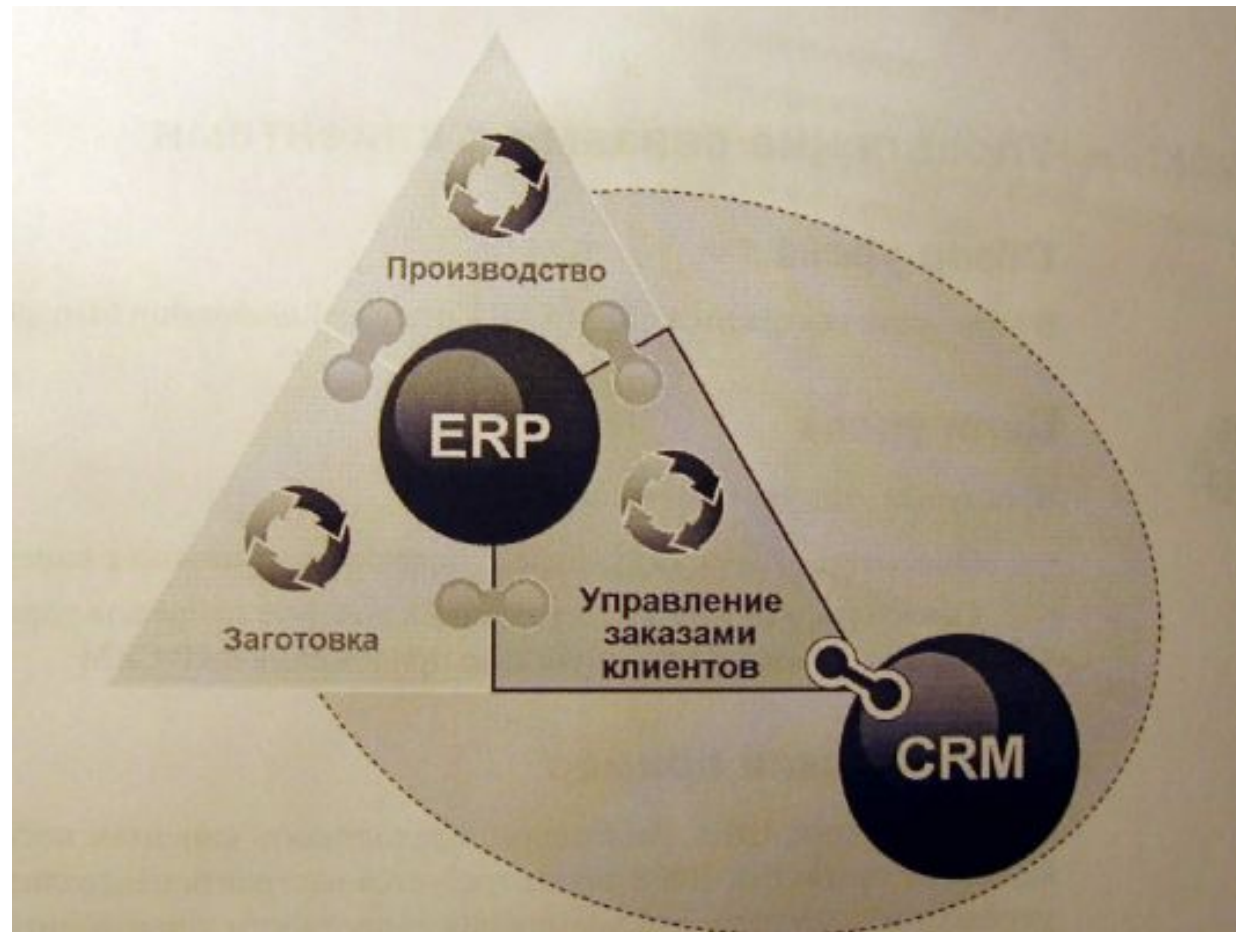 Производство
ERP
Заготовка
Управление
заказами
клиентов
CRM